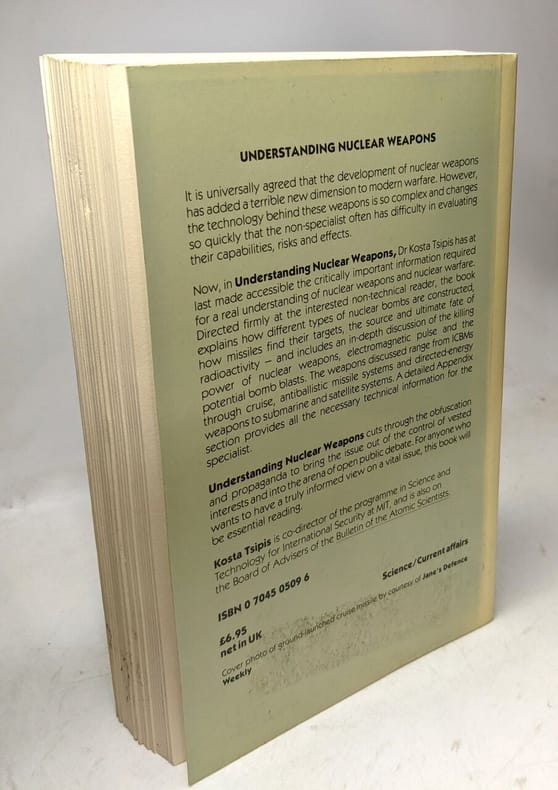 UNDERSTANDING NUCLEAR WEAPONS
It is universally agreed that the development of nuclear weapons
has added a terrible new dimension to modern warfare. However,
the technology behind these weapons is so complex and changes
so quickly that the non-specialist often has difficulty in evaluating
their capabilities, risks and effects.
Now, in Understanding Nuclear Weapons, Dr Kosta Tsipis has at
last made accessible the critically important information required
for a real understanding of nuclear weapons and nuclear warfare.
Directed firmly at the interested non-technical reader, the book
explains how different types of nuclear bombs are constructed,
how missiles find their targets, the source and ultimate fate of
radioactivity – and includes an in-depth discussion of the killing
power of nuclear weapons, electromagnetic pulse and the
potential bomb blasts. The weapons discussed range from ICBMs
through cruise, antiballistic missile systems and directed-energy
weapons to submarine and satellite systems. A detailed Appendix
section provides all the necessary technical information for the
specialist.
Understanding Nuclear Weapons cuts through the obfuscation
and propaganda to bring the issue out of the control of vested
interests and into the arena of open public debate. For anyone who
wants to have a truly informed view on a vital issue, this book will
be essential reading.
Kosta Tsipis is co-director of the programme in Science and
Technology for International Security at MIT, and is also on
the Board of Advisers of the Bulletin of the Atomic Scientists.
ISBN 0 7045 0509 6
Science/Current affairs
£6.95
net in UK
Cover photo of ground-launched cruise missile by courtesy of Jane's Defence
Weekly